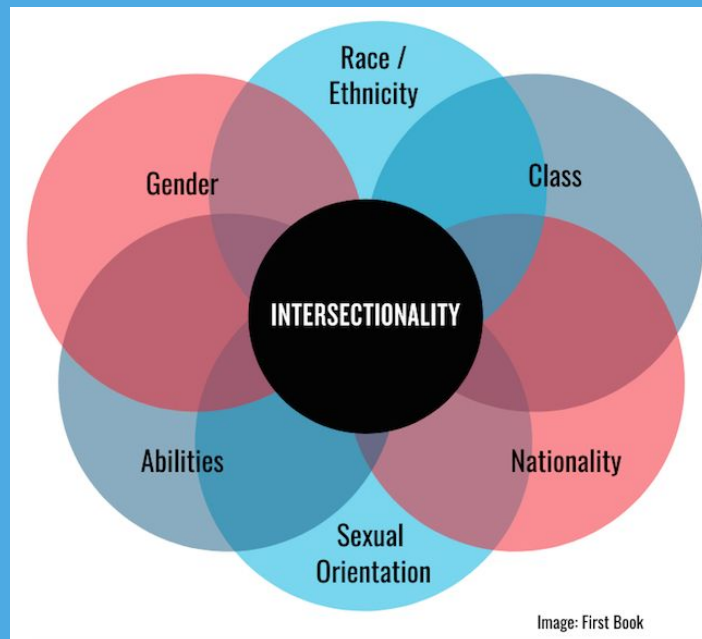 Race /
Ethnicity
Gender
Class
INTERSECTIONALITY
Abilities
Nationality
Sexual
Orientation
Image: First Book